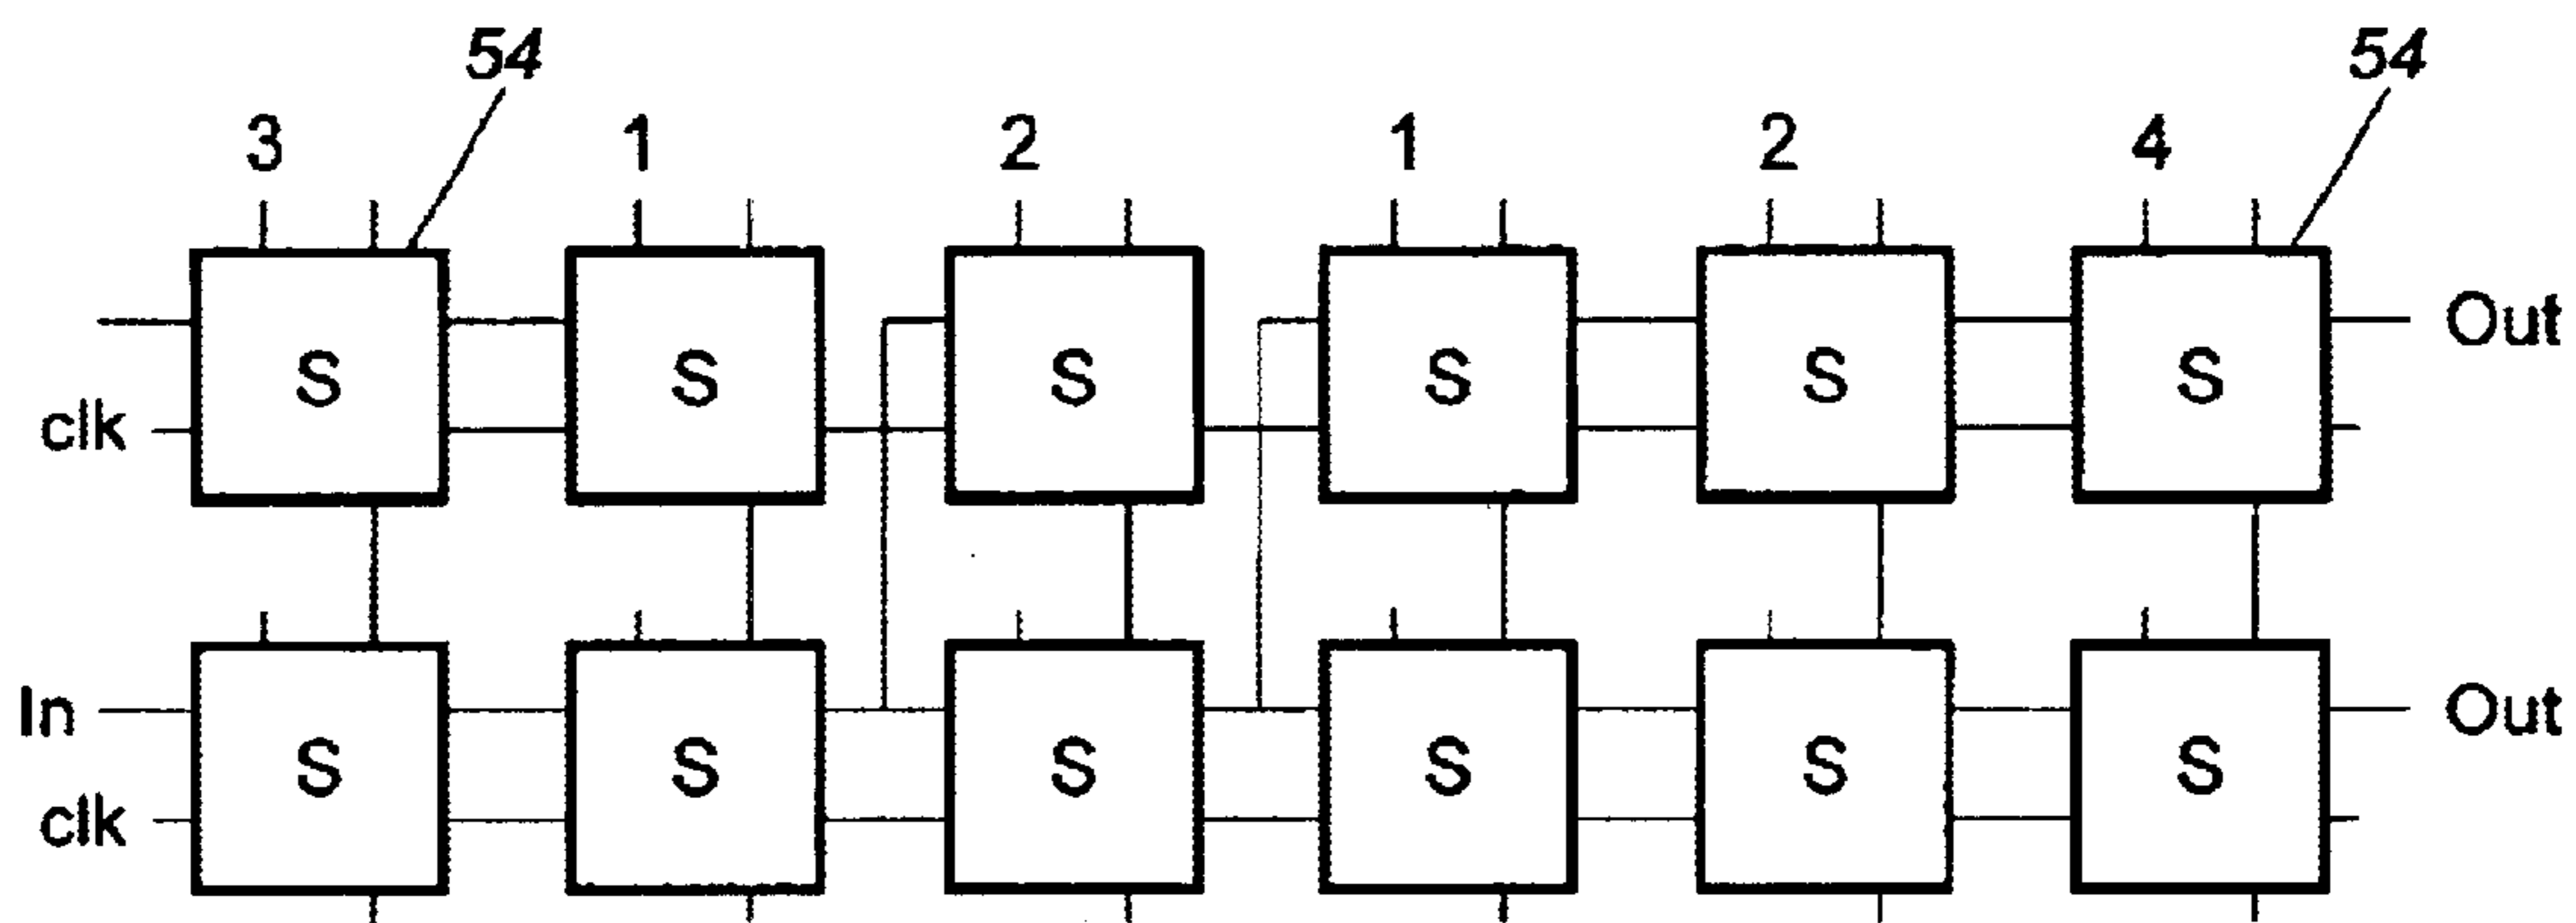 54 54
3 1 2 1 2 4
S S S S S S Out
clk
In S S S S S S Out
clk